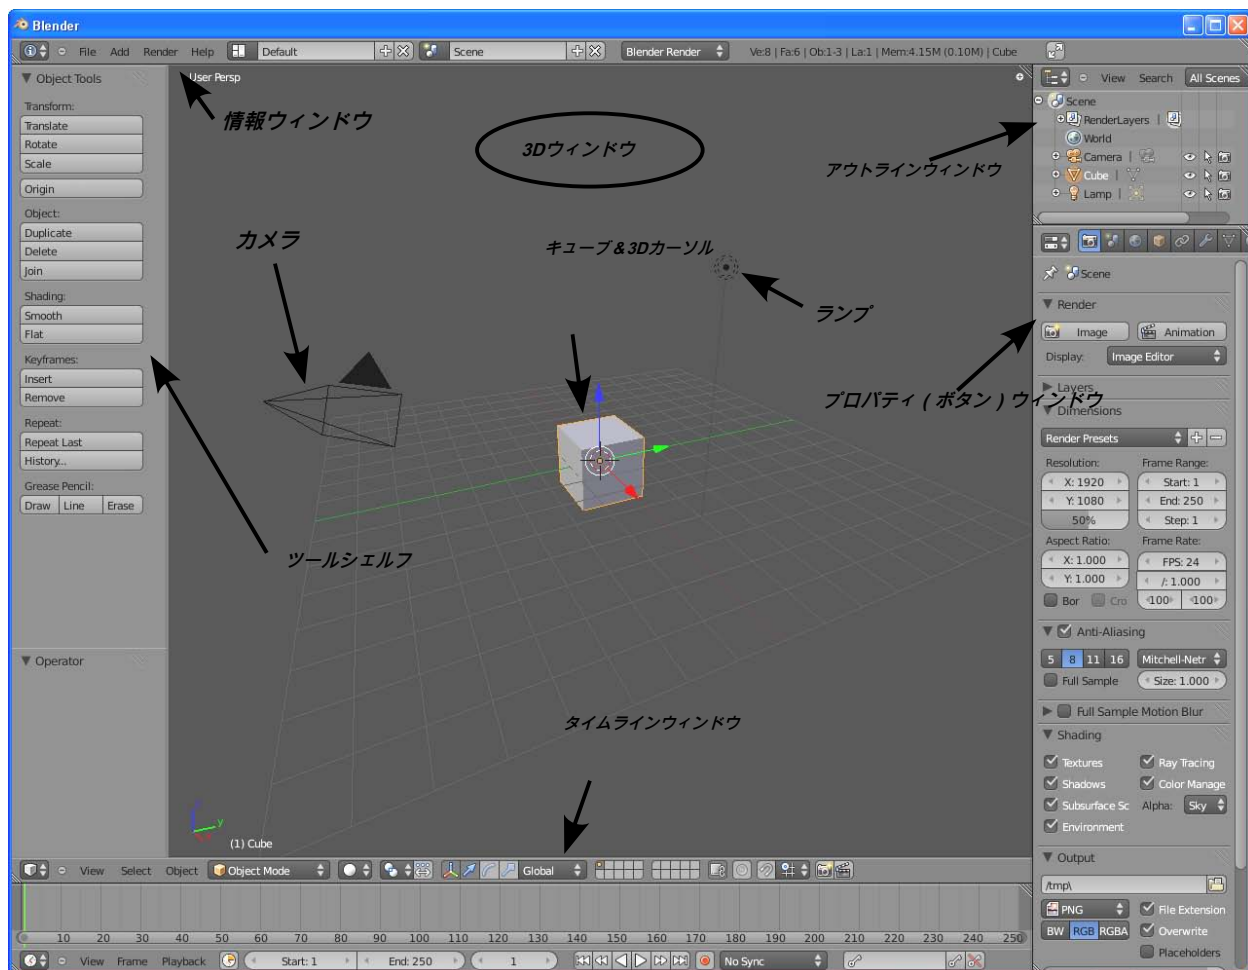 Blender
File Add Render Help Default Scene Blender Render Ve:8 | Fa:6 | Ob:1-3 | La:1 | Mem:4.15M (0.10M) | Cube
Object Tools
Transform:
Translate
Rotate
Scale
Origin
Object:
Duplicate
Delete
Join
Shading:
Smooth
Flat
Keyframes:
Insert
Remove
Repeat:
Repeat Last
History...
Grease Pencil:
Draw Line Erase
Operator
User Persp
情報ウィンドウ
3Dウィンドウ
アウトラインウィンドウ
カメラ
キューブ&3Dカーソル
ランプ
プロパティ ( ボタン ) ウィンドウ
ツールシェルフ
タイムラインウィンドウ
y
(1) Cube
View Search All Scenes
Scene
RenderLayers |
World
Camera |
Cube |
Lamp |
Scene
Render
Image Animation
Display: Image Editor
Layers
Dimensions
Render Presets
Resolution: Frame Range:
X: 1920 Start: 1
Y: 1080 End: 250
50% Step: 1
Aspect Ratio: Frame Rate:
X: 1.000 FPS: 24
Y: 1.000 /: 1.000
Bor Cro 100 100
Anti-Aliasing
5 8 11 16 Mitchell-Netr
Full Sample Size: 1.000
Full Sample Motion Blur
Shading
Textures Ray Tracing
Shadows Color Manage
Subsurface Sc Alpha: Sky
Environment
Output
/tmp\
PNG File Extension
BW RGB RGBA Overwrite
Placeholders
View Select Object Object Mode Global
0 10 20 30 40 50 60 70 80 90 100 110 120 130 140 150 160 170 180 190 200 210 220 230 240 250
View Frame Playback Start: 1 End: 250 1 No Sync